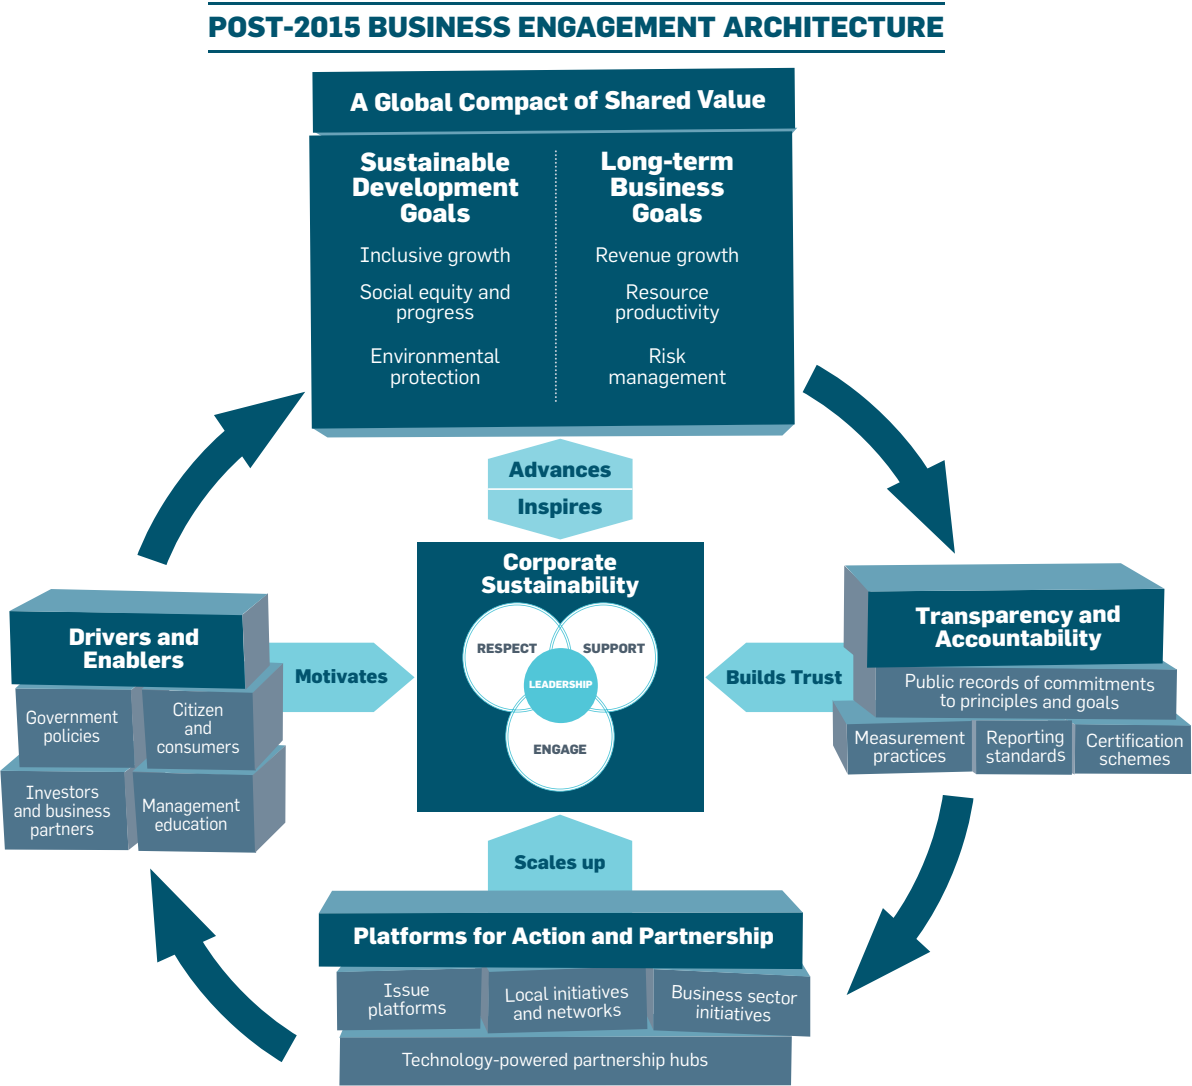 POST-2015 BUSINESS ENGAGEMENT ARCHITECTURE
A Global Compact of Shared Value
Sustainable
Development
Goals
Inclusive growth
Social equity and
progress
Environmental
protection
Long-term
Business
Goals
Revenue growth
Resource
productivity
Risk
management
Advances
Inspires
Corporate
Sustainability
RESPECT
SUPPORT
LEADERSHIP
ENGAGE
Drivers and
Enablers
Government
policies
Citizen
and
consumers
Investors
and business
partners
Management
education
Motivates
Builds Trust
Transparency and
Accountability
Public records of commitments
to principles and goals
Measurement
practices
Reporting
standards
Certification
schemes
Scales up
Platforms for Action and Partnership
Issue
platforms
Local initiatives
and networks
Business sector
initiatives
Technology-powered partnership hubs